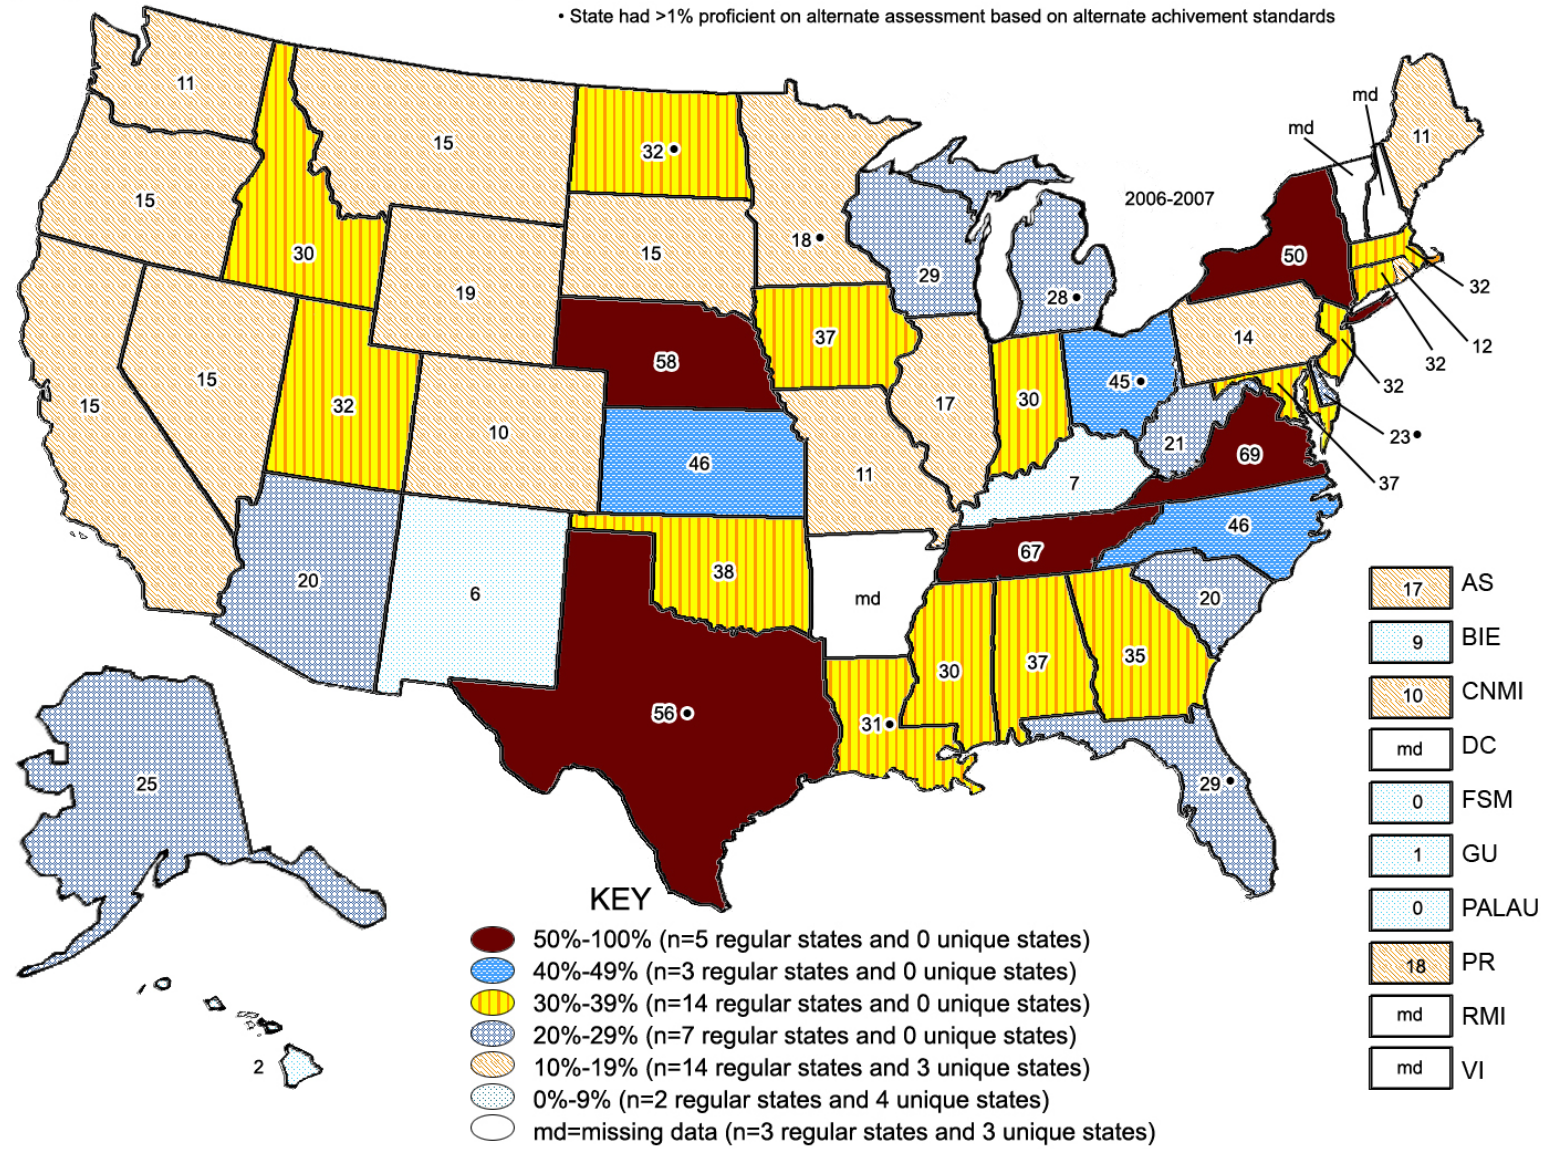 • State had >1% proficient on alternate assessment based on alternate achivement standards
md
md
11
11
15
32 •
15
2006-2007
18 •
15
30
15
50
29
28 •
32
19
12
37
14
32
58
32
45 •
15
15
32
30
17
23 •
10
21
69
46
11
7
37
46
67
38
md
20
6
20
17 AS
9 BIE
35
37
30
10 CNMI
56 •
31 •
md DC
25
29 •
0 FSM
1 GU
0 PALAU
18 PR
md RMI
md VI
2
KEY
50%-100% (n=5 regular states and 0 unique states)
40%-49% (n=3 regular states and 0 unique states)
30%-39% (n=14 regular states and 0 unique states)
20%-29% (n=7 regular states and 0 unique states)
10%-19% (n=14 regular states and 3 unique states)
0%-9% (n=2 regular states and 4 unique states)
md=missing data (n=3 regular states and 3 unique states)